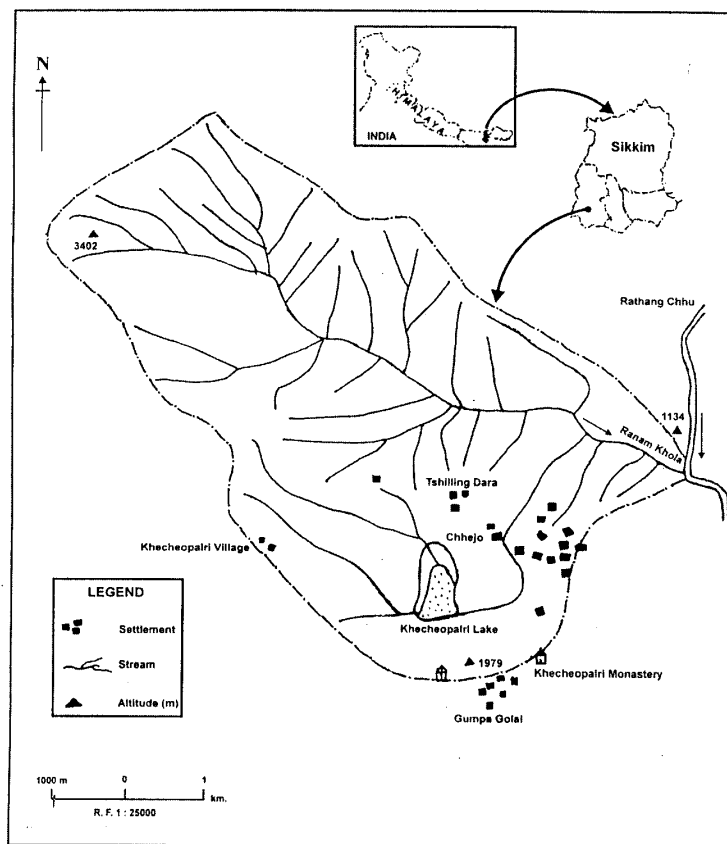 N
HIMALAYA
INDIA
Sikkim
3402
Rathang Chhu
1134
Ranam Khola
Tshilling Dara
Chhejo
Khecheopalri Village
LEGEND
Settlement
Stream
Altitude (m)
Khecheopalri Lake
1979
Khecheopalri Monastery
Gumpa Golai
1000 m 0 1
km.
R. F. 1 : 25000